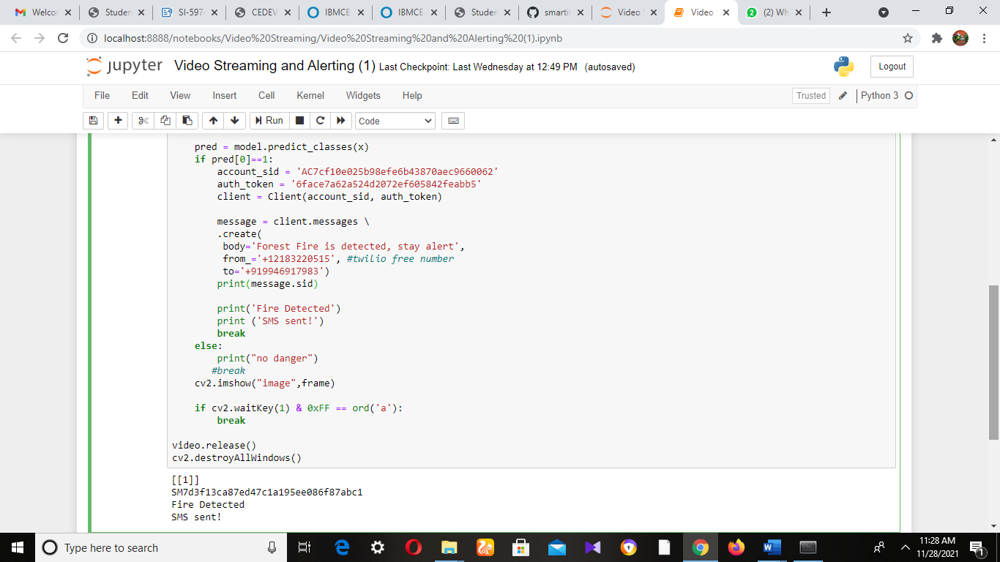 Welcor
Studen
SI-597
CEDEV
IBMCE
IBMCE
Studen
smarti
Video
Video
(2) Wh
localhost:8888/notebooks/Video%20Streaming/Video%20Streaming%20and%20Alerting%20(1).ipynb
jupyter Video Streaming and Alerting (1) Last Checkpoint: Last Wednesday at 12:49 PM (autosaved)
Logout
File Edit View Insert Cell Kernel Widgets Help
Trusted
Python 3
Run
Code
pred = model.predict_classes(x)
if pred[0]==1:
account_sid = 'AC7cf10e025b98efe6b43870aec9660062'
auth_token = '6face7a62a524d2072ef605842feabb5'
client = Client(account_sid, auth_token)
message = client.messages \
.create(
body='Forest Fire is detected, stay alert',
from_='+12183220515', #twilio free number
to='+919946917983')
print(message.sid)
print('Fire Detected')
print ('SMS sent!')
break
else:
print("no danger")
#break
cv2.imshow("image",frame)
if cv2.waitKey(1) & 0xFF == ord('a'):
break
video.release()
cv2.destroyAllWindows()
[[1]]
SM7d3f13ca87ed47c1a195ee086f87abc1
Fire Detected
SMS sent!
Type here to search
11:28 AM
11/28/2021